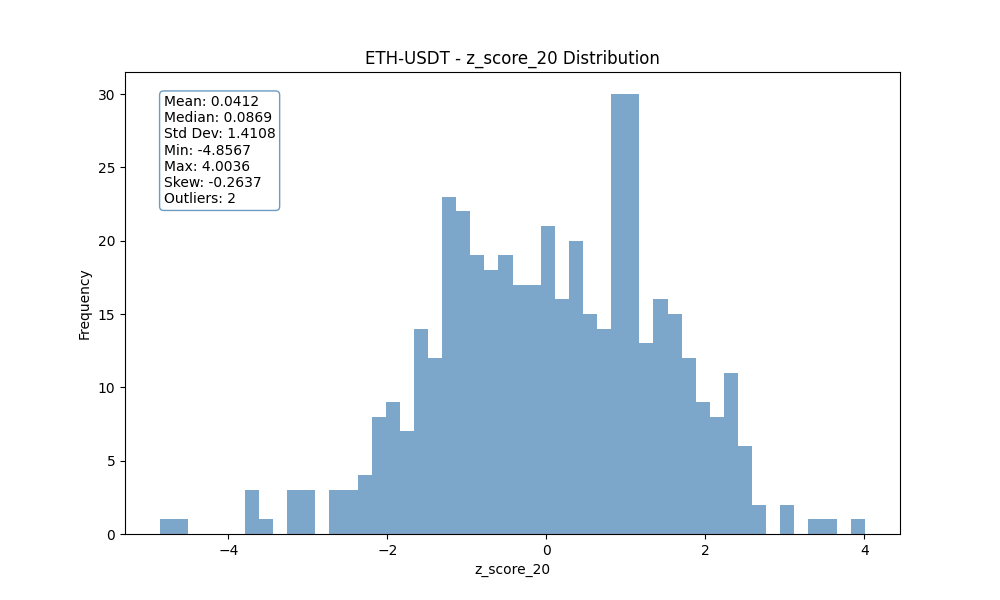 ETH-USDT - z_score_20 Distribution
Mean: 0.0412
Median: 0.0869
Std Dev: 1.4108
Min: -4.8567
Max: 4.0036
Skew: -0.2637
Outliers: 2
Frequency
30
25
20
15
10
5
0
−4
−2
0
2
4
z_score_20